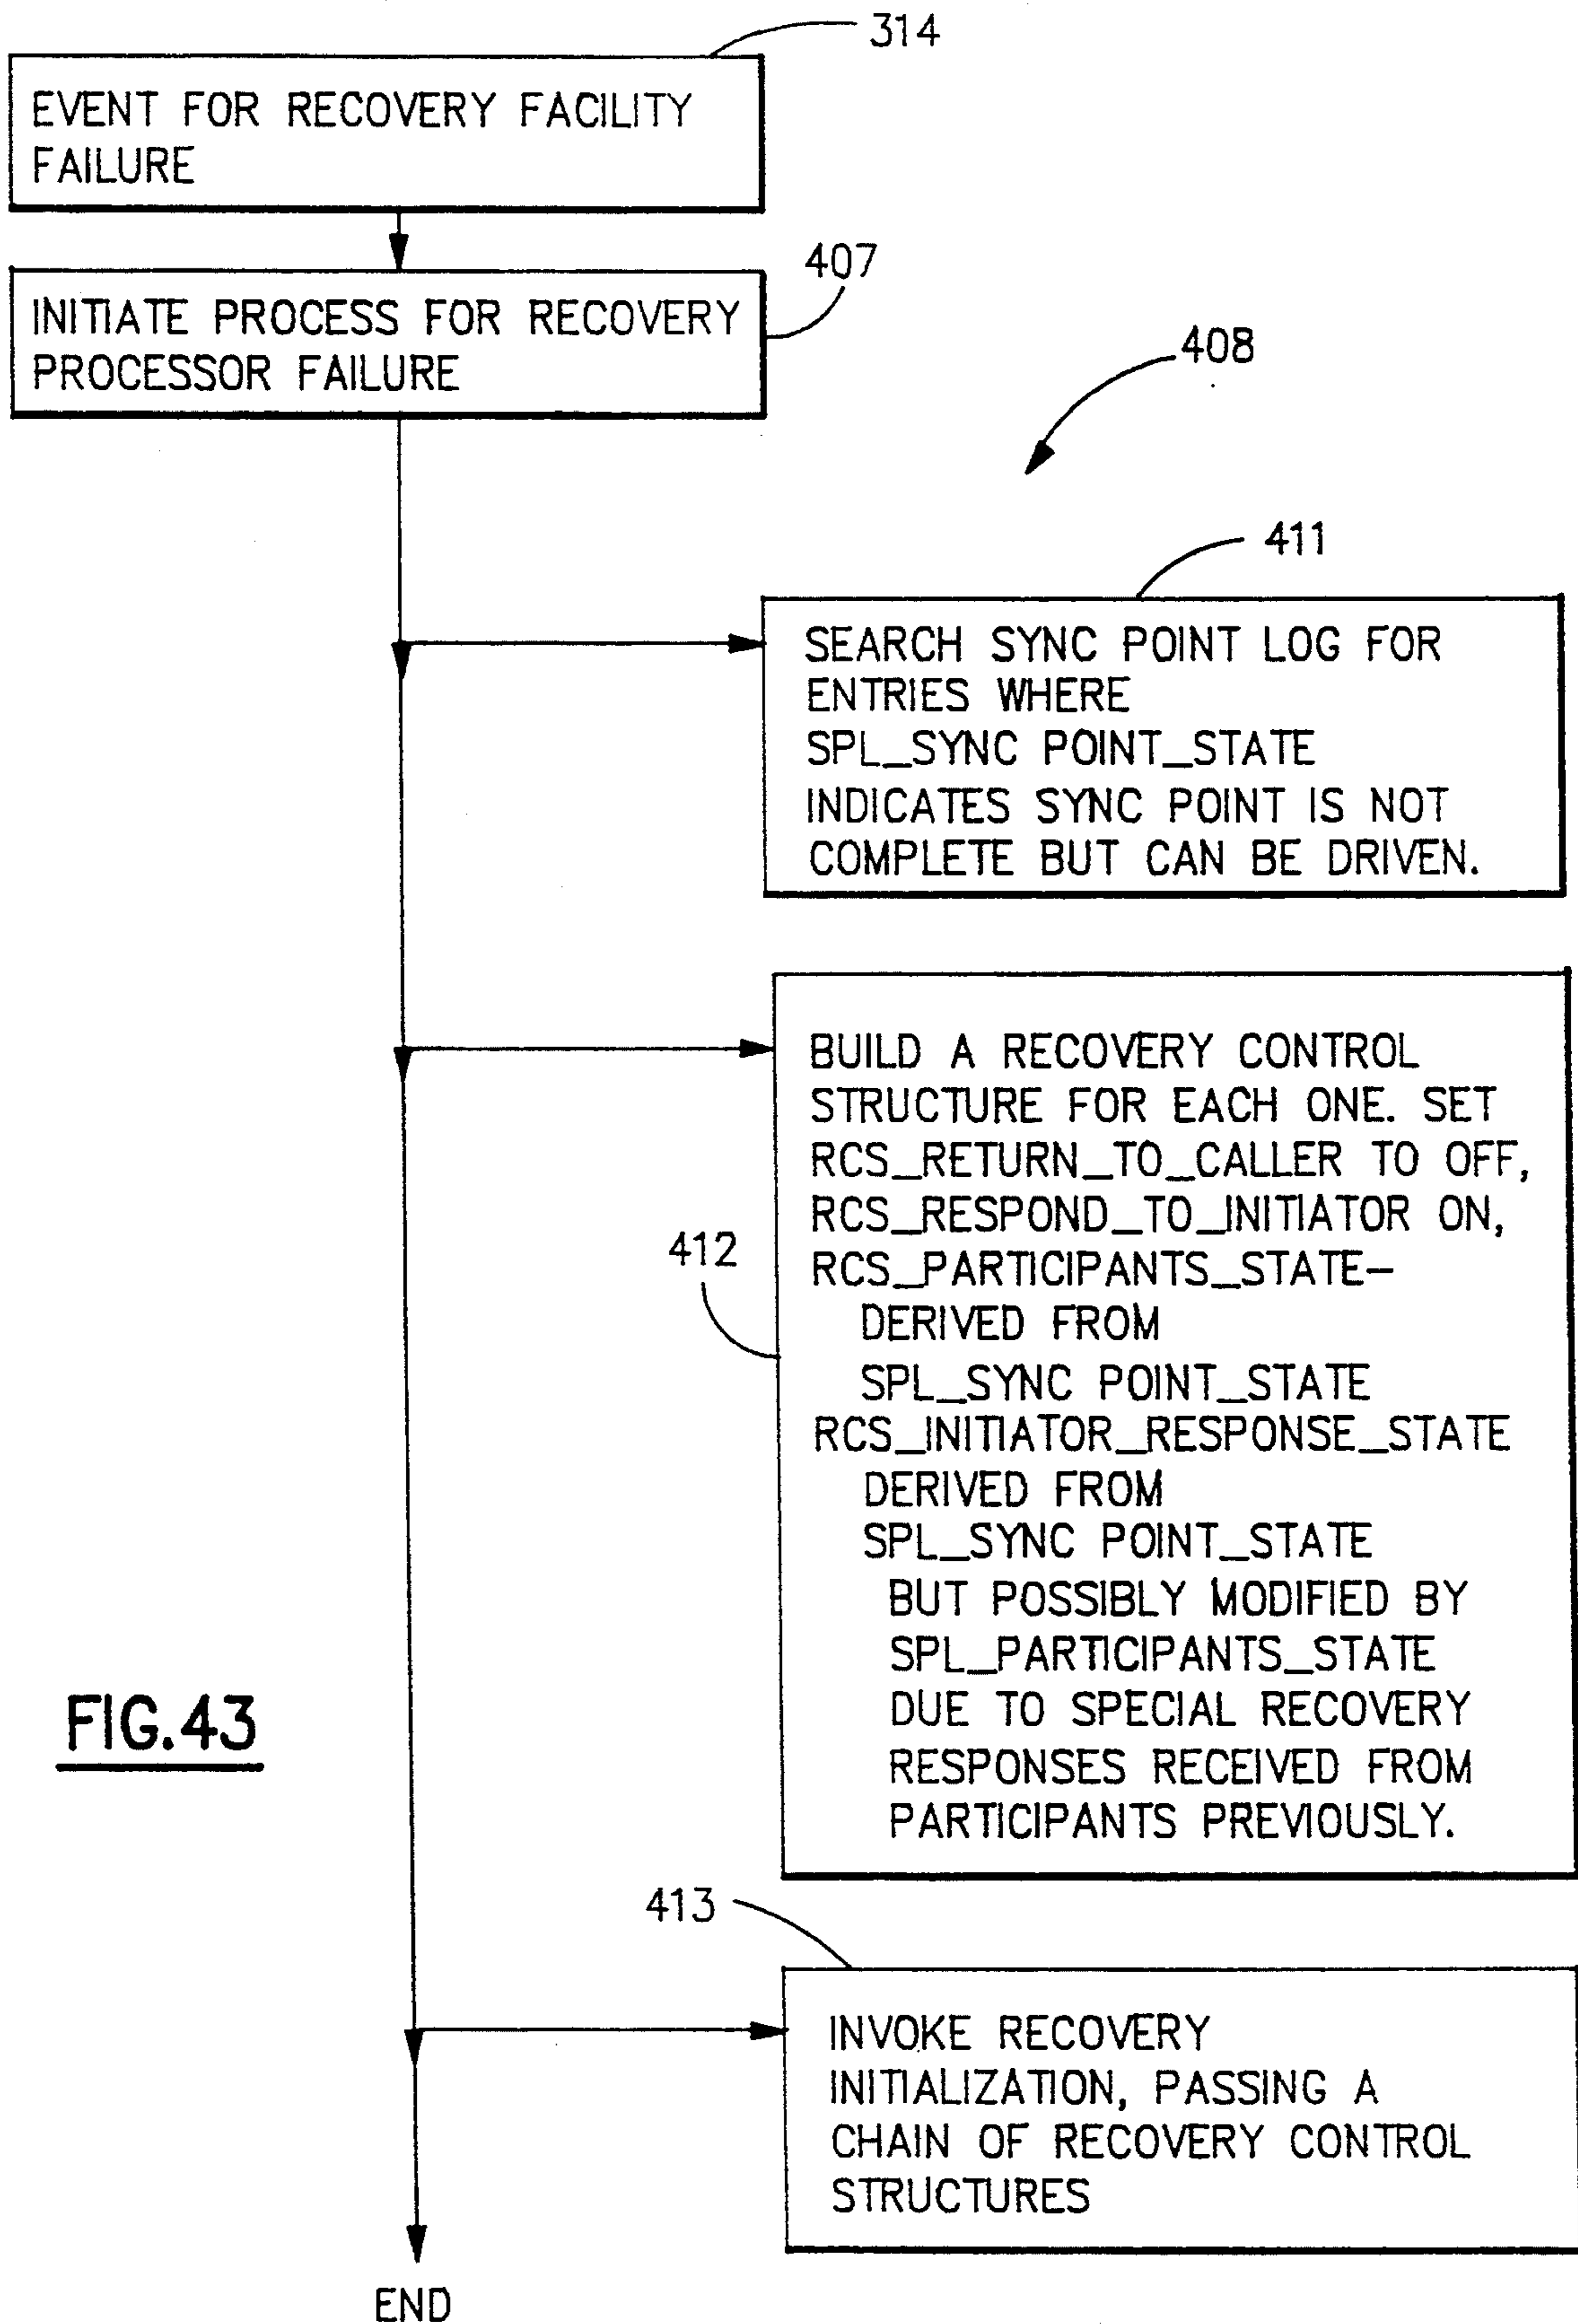 314
EVENT FOR RECOVERY FACILITY
FAILURE
407
INITIATE PROCESS FOR RECOVERY
PROCESSOR FAILURE
408
411
SEARCH SYNC POINT LOG FOR
ENTRIES WHERE
SPL_SYNC POINT_STATE
INDICATES SYNC POINT IS NOT
COMPLETE BUT CAN BE DRIVEN.
412
BUILD A RECOVERY CONTROL
STRUCTURE FOR EACH ONE. SET
RCS_RETURN_TO_CALLER TO OFF,
RCS_RESPOND_TO_INITIATOR ON,
RCS_PARTICIPANTS_STATE-
DERIVED FROM
SPL_SYNC POINT_STATE
RCS_INITIATOR_RESPONSE_STATE
DERIVED FROM
SPL_SYNC POINT_STATE
BUT POSSIBLY MODIFIED BY
SPL_PARTICIPANTS_STATE
DUE TO SPECIAL RECOVERY
RESPONSES RECEIVED FROM
PARTICIPANTS PREVIOUSLY.
FIG.43
413
INVOKE RECOVERY
INITIALIZATION, PASSING A
CHAIN OF RECOVERY CONTROL
STRUCTURES
END